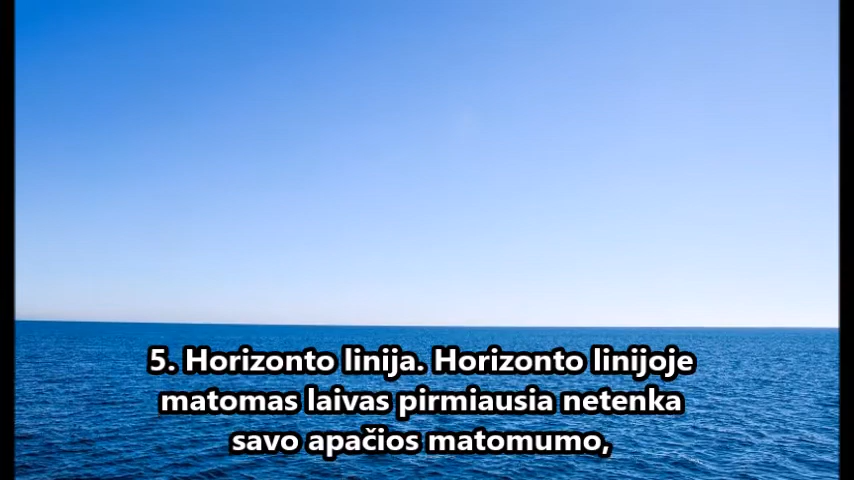 5. Horizonto linija. Horizonto linijoje
matomas laivas pirmiausia netenka
savo apačios matomumo,